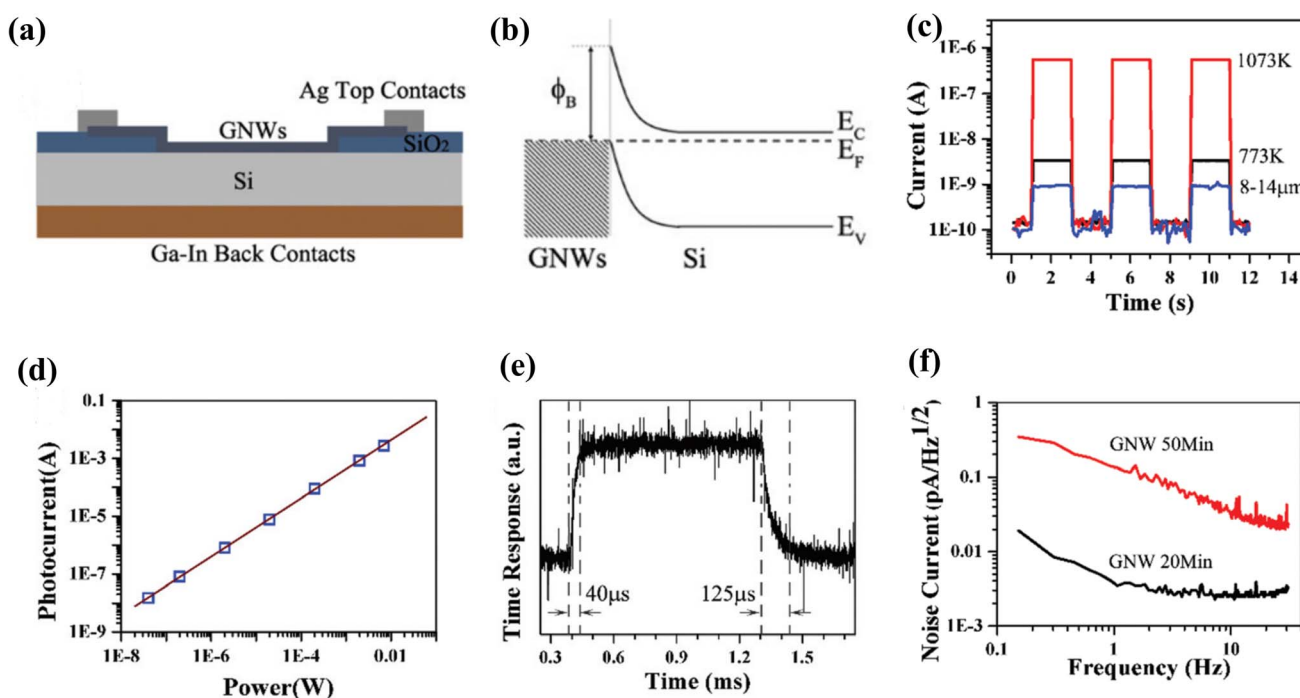 (a)
Ag Top Contacts
GNWs
SiO2
Si
Ga-In Back Contacts
(b)
ϕB
EC
EF
EV
GNWs
Si
(c)
Current (A)
1E-6
1E-7
1E-8
1E-9
1E-10
1073K
773K
8-14μm
0 2 4 6 8 10 12 14
Time (s)
(d)
Photocurrent(A)
0.1
1E-3
1E-5
1E-7
1E-9
1E-8 1E-6 1E-4 0.01
Power(W)
(e)
Time Response (a.u.)
40μs
125μs
0.3 0.6 0.9 1.2 1.5
Time (ms)
(f)
Noise Current (pA/Hz1/2)
1
0.1
0.01
1E-3
GNW 50Min
GNW 20Min
0.1 1 10
Frequency (Hz)